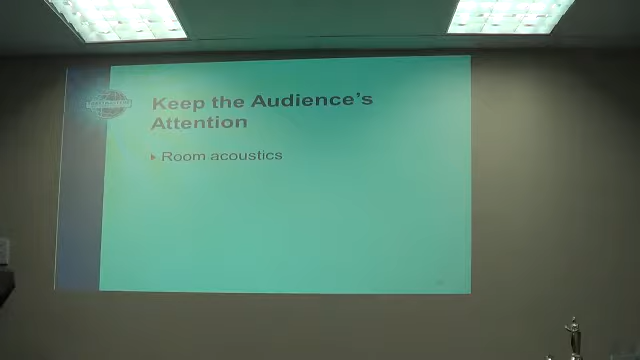 Keep the Audience's
Attention
Room acoustics